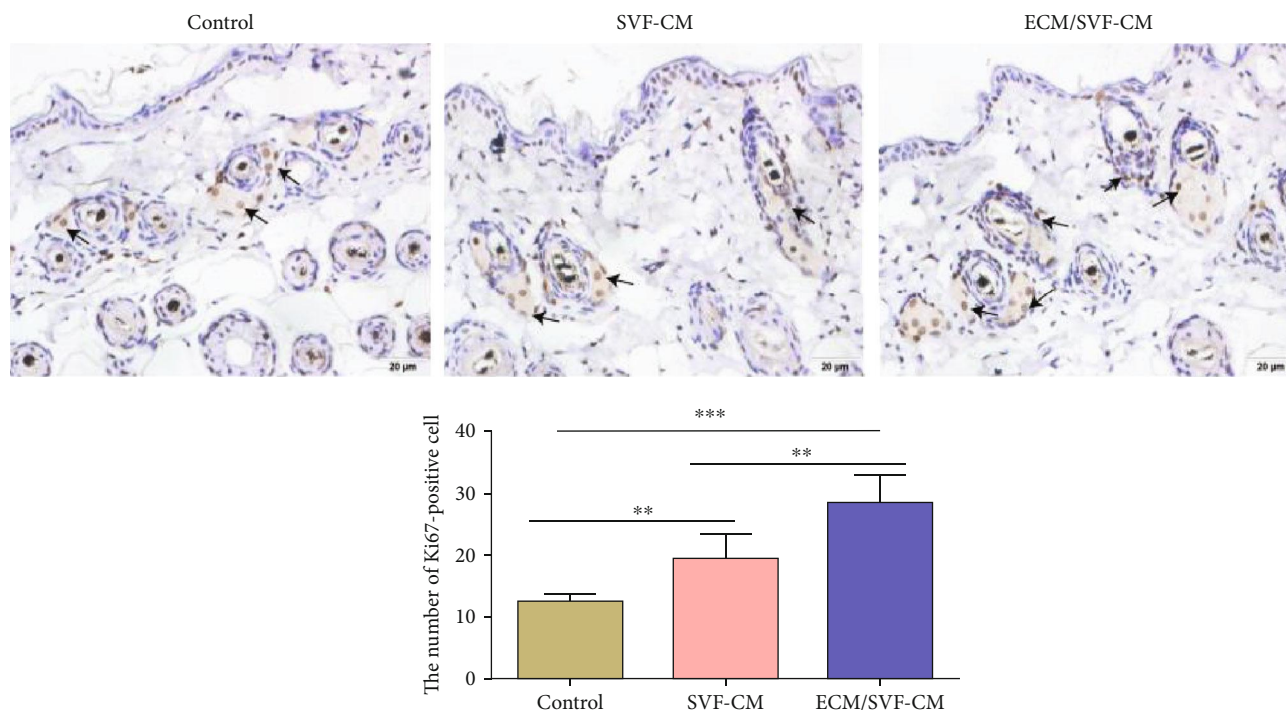 Control
SVF-CM
ECM/SVF-CM
20 μm
20 μm
20 μm
The number of Ki67-positive cell
40
30
20
10
0
***
**
**
Control
SVF-CM
ECM/SVF-CM